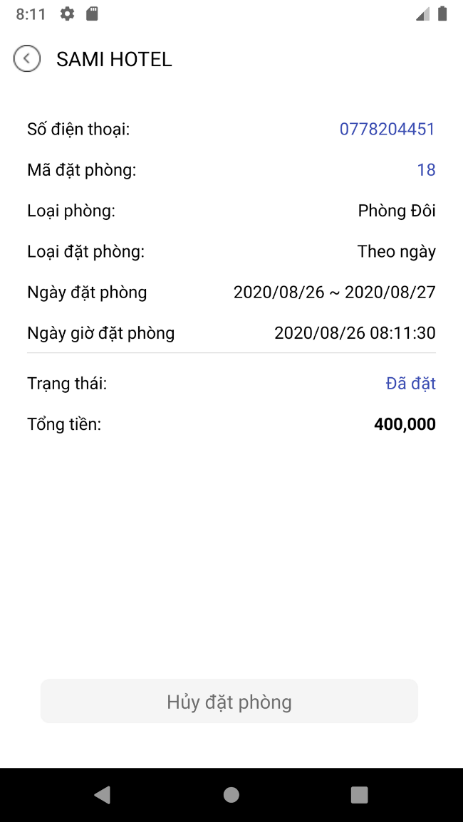 8:11
SAMI HOTEL
Số điện thoại: 0778204451
Mã đặt phòng: 18
Loại phòng: Phòng Đôi
Loại đặt phòng: Theo ngày
Ngày đặt phòng 2020/08/26 ~ 2020/08/27
Ngày giờ đặt phòng 2020/08/26 08:11:30
Trạng thái: Đã đặt
Tổng tiền: 400,000
Hủy đặt phòng